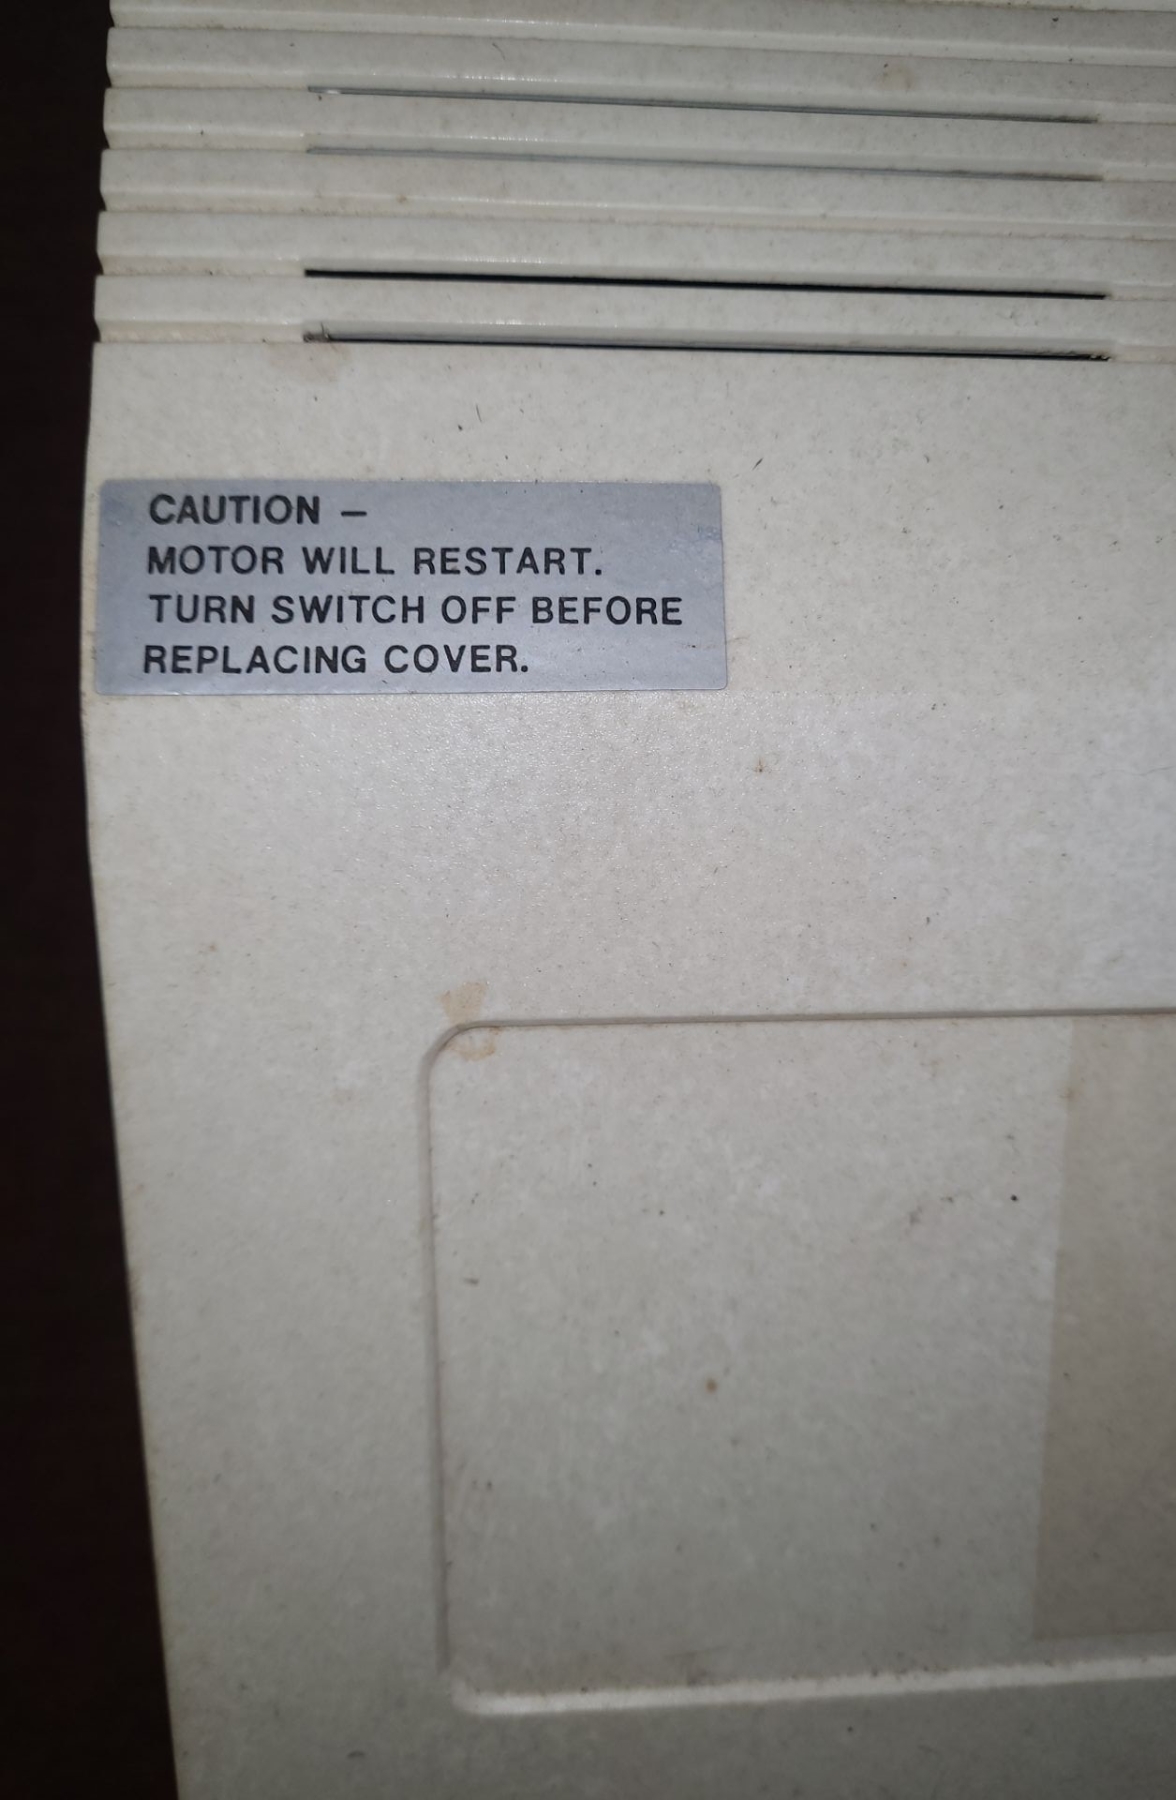 CAUTION –
MOTOR WILL RESTART.
TURN SWITCH OFF BEFORE
REPLACING COVER.